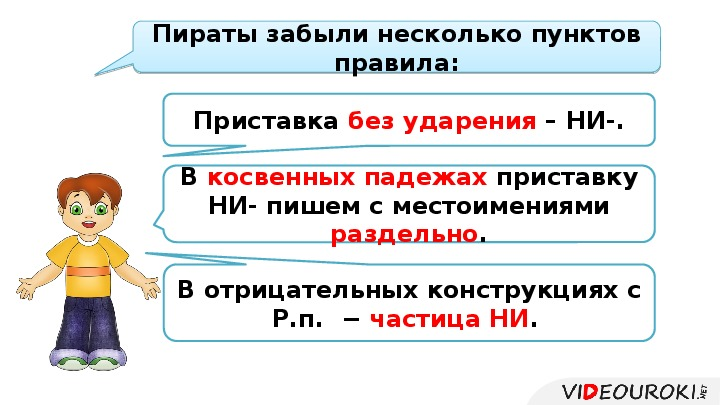 Пираты забыли несколько пунктов
правила:
Приставка без ударения – НИ-.
В косвенных падежах приставку
НИ- пишем с местоимениями
раздельно.
В отрицательных конструкциях с
Р.п. – частица НИ.
VIDEOUROKI.NET